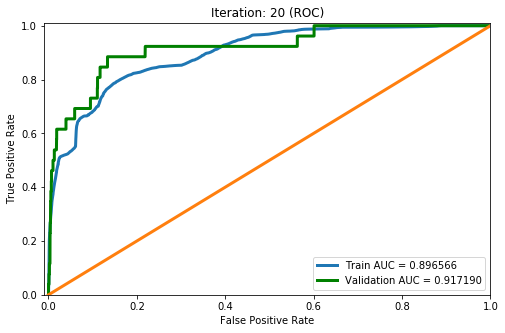 Iteration: 20 (ROC)
True Positive Rate
1.0
0.8
0.6
0.4
0.2
0.0
Train AUC = 0.896566
Validation AUC = 0.917190
0.0 0.2 0.4 0.6 0.8 1.0
False Positive Rate